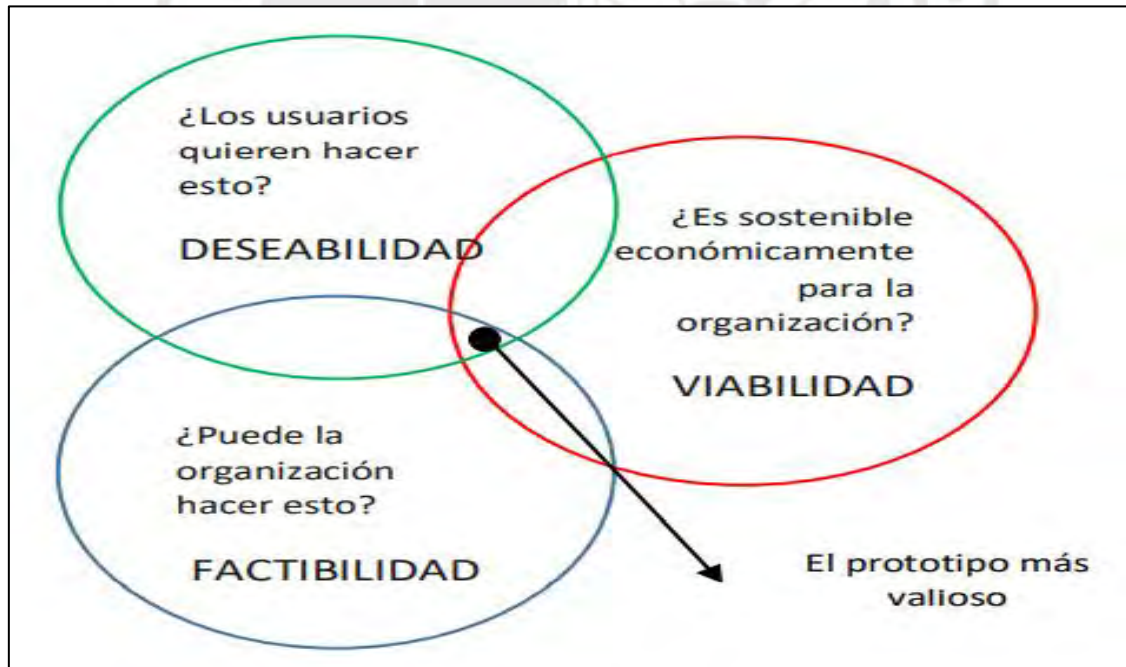 ¿Los usuarios
quieren hacer
esto?
DESEABILIDAD
¿Es sostenible
económicamente
para la
organización?
VIABILIDAD
¿Puede la
organización
hacer esto?
FACTIBILIDAD
El prototipo más
valioso